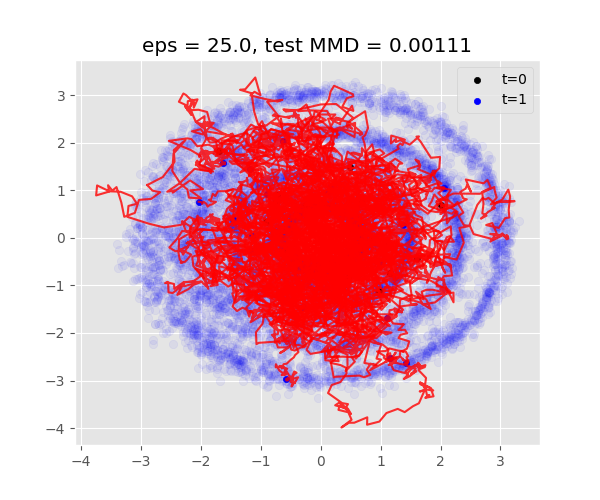 eps = 25.0, test MMD = 0.00111
t=0
t=1
3
2
1
0
−1
−2
−3
−4
−4 −3 −2 −1 0 1 2 3